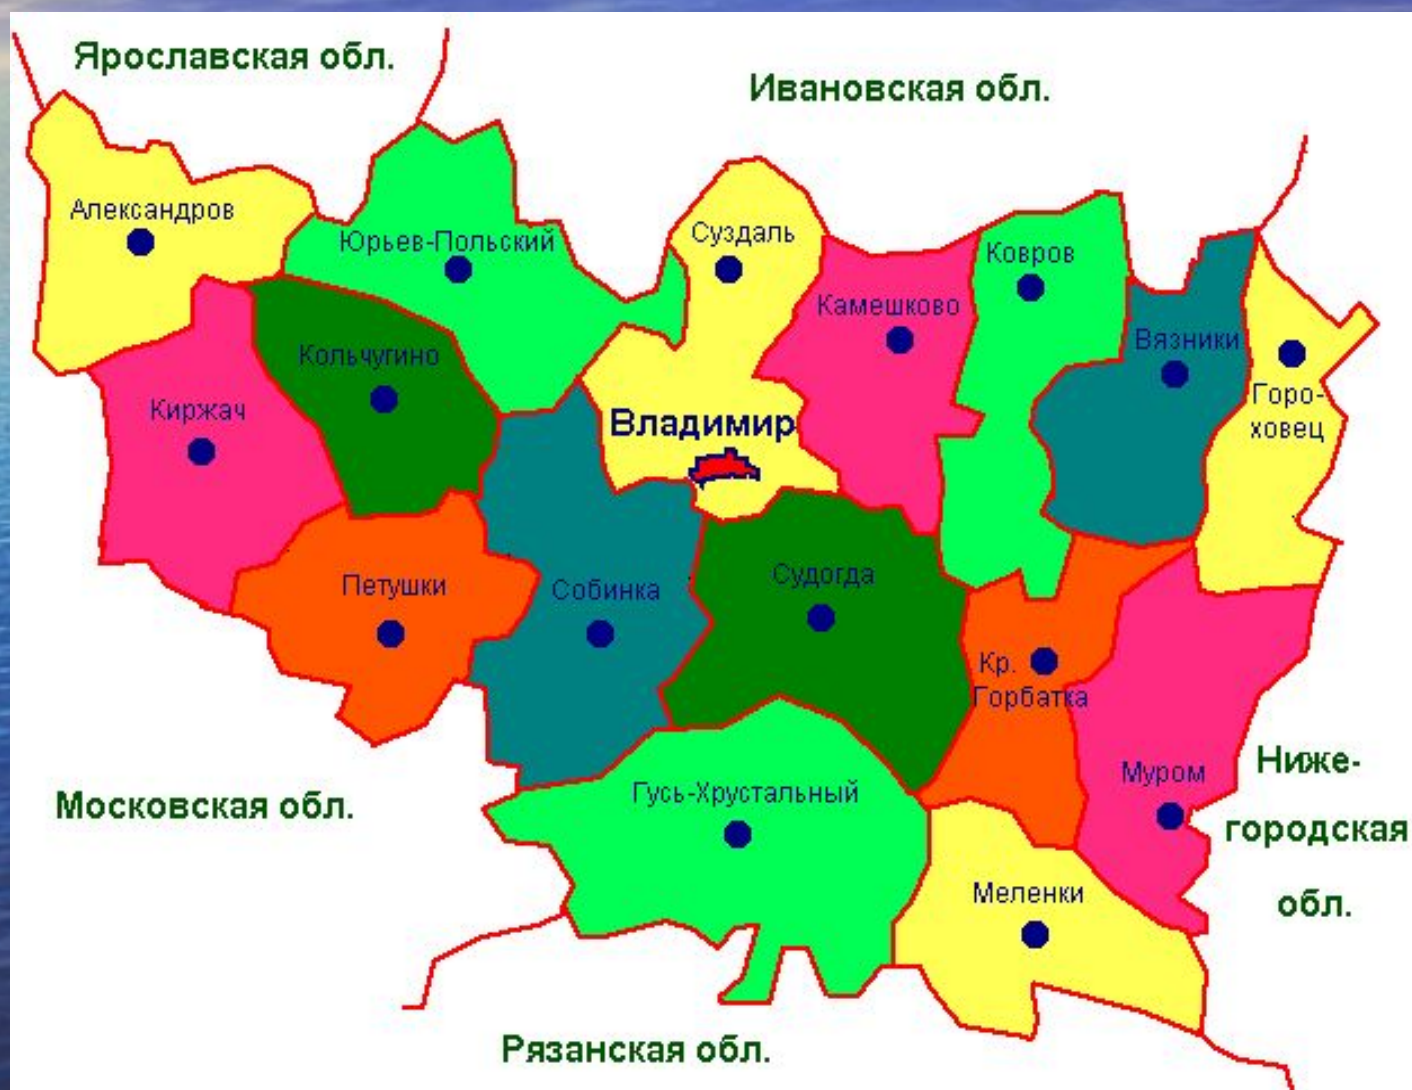 Ярославская обл.
Ивановская обл.
Александров
Юрьев-Польский
Суздаль
Ковров
Камешково
Вязники
Кольчугино
Киржач
Горо-
ховец
Владимир
Петушки
Собинка
Судогда
Кр.
Горбатка
Муром
Ниже-
городская
обл.
Московская обл.
Гусь-Хрустальный
Меленки
Рязанская обл.